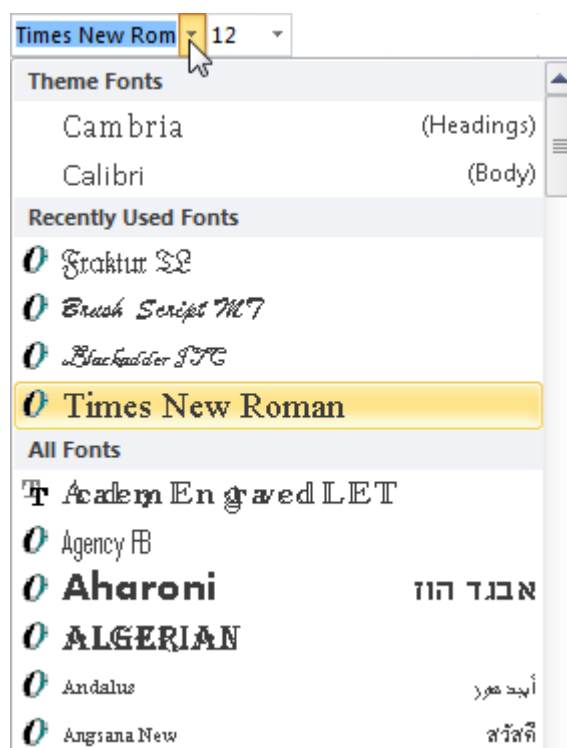 Times New Rom 12
Theme Fonts
Cambria (Headings)
Calibri (Body)
Recently Used Fonts
Fraktur TL
Brush Script MT
Blackadder ITC
Times New Roman
All Fonts
Academy Engraved LET
Agency FB
Aharoni אבגד הוז
ALGERIAN
Andalus أبجد هوز
Angsana New สวัสดี